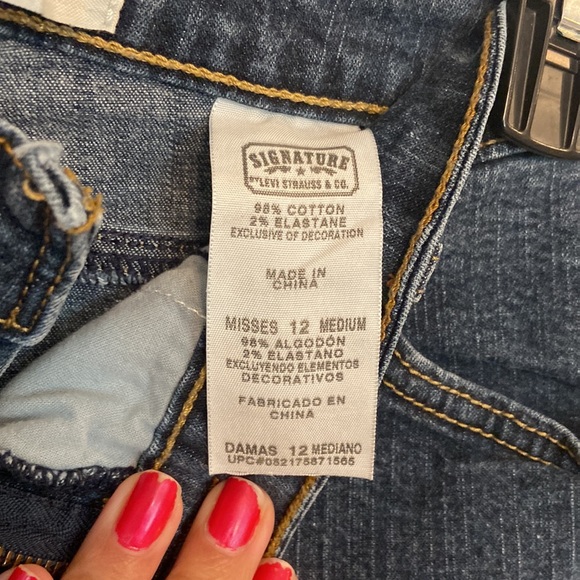 SIGNATURE
BY LEVI STRAUSS & CO.
98% COTTON
2% ELASTANE
EXCLUSIVE OF DECORATION
MADE IN
CHINA
MISSES 12 MEDIUM
98% ALGODÓN
2% ELASTANO
EXCLUYENDO ELEMENTOS
DECORATIVOS
FABRICADO EN
CHINA
DAMAS 12 MEDIANO
UPC#052175871565